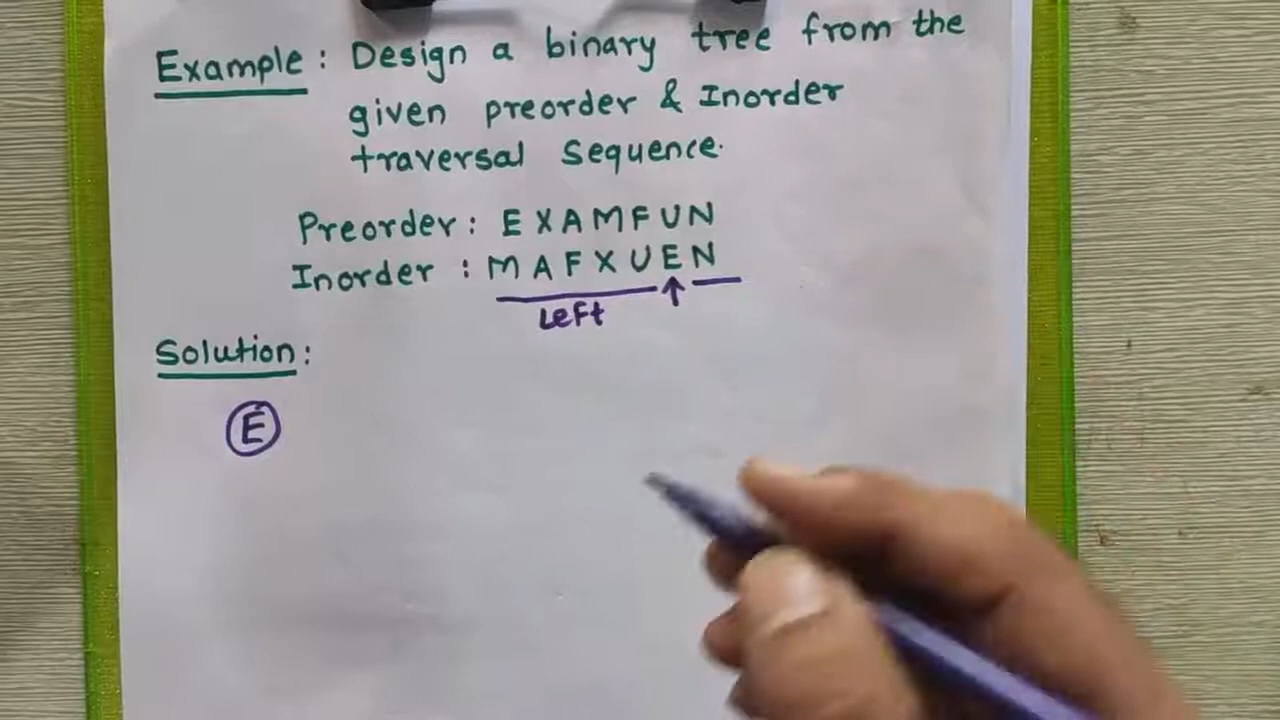 Example: Design a binary tree from the
given preorder & Inorder
traversal sequence.
Preorder: E X A M F U N
Inorder: M A F X U E N
Left
Solution:
E